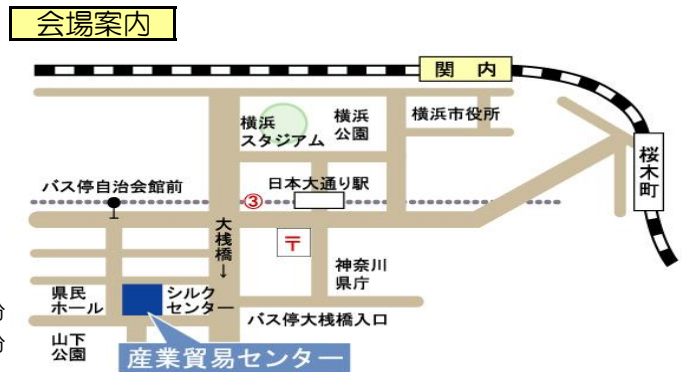 会場案内
関 内
横浜
スタジアム
横浜
公園
横浜市役所
桜木町
バス停自治会館前
③
日本大通り駅
大桟橋↓
〒
神奈川
県庁
県民
ホール
シルク
センター
バス停大桟橋入口
分
分
山下
公園
産業貿易センター